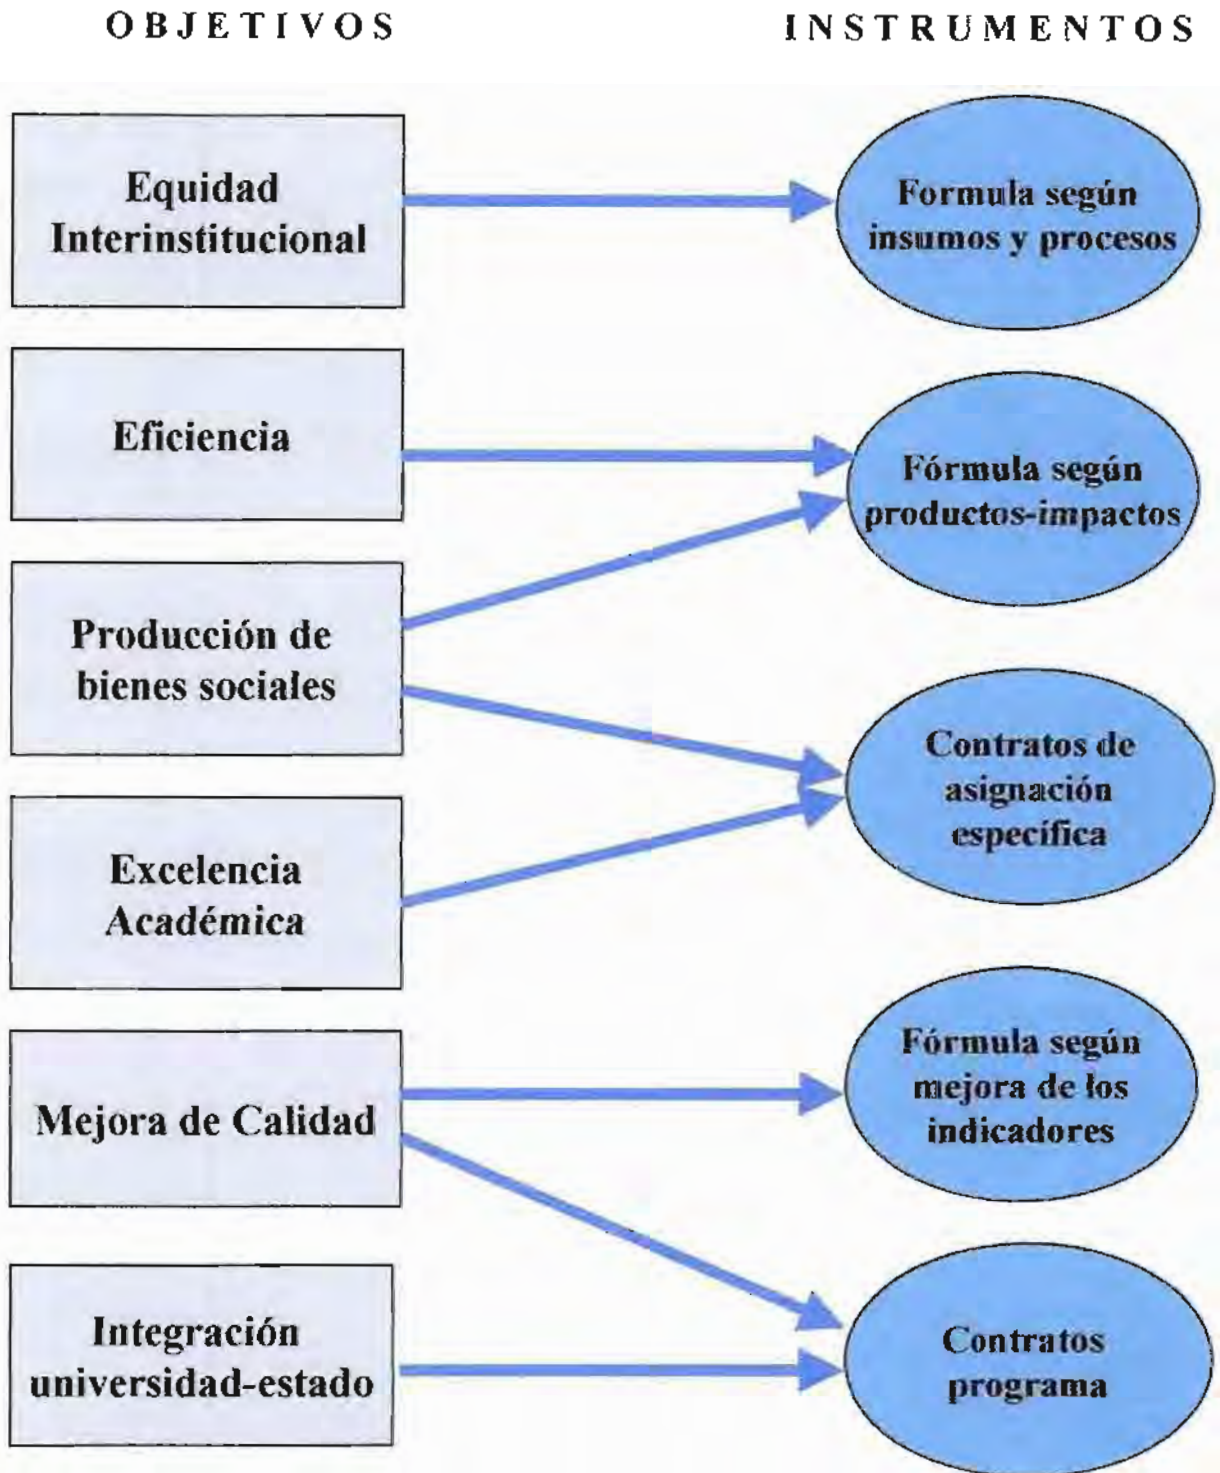 OBJETIVOS
INSTRUMENTOS
Equidad
Interinstitucional
Formula según
insumos y procesos
Eficiencia
Fórmula según
productos-impactos
Producción de
bienes sociales
Contratos de
asignación
específica
Excelencia
Académica
Fórmula según
mejora de los
indicadores
Mejora de Calidad
Integración
universidad-estado
Contratos
programa